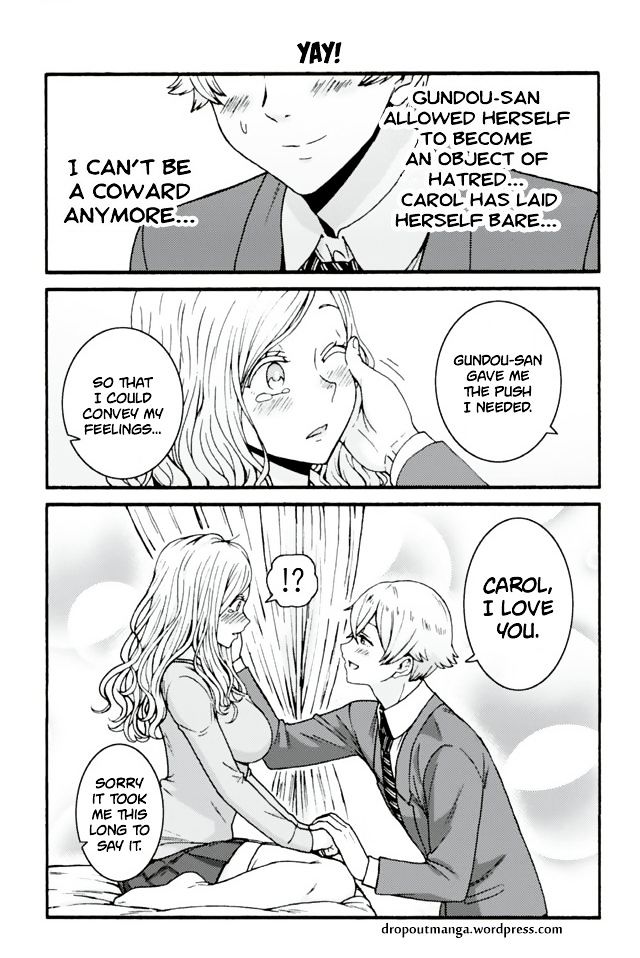 YAY!
GUNDOU-SAN
ALLOWED HERSELF
TO BECOME
AN OBJECT OF
HATRED...
CAROL HAS LAID
HERSELF BARE...
I CAN'T BE
A COWARD
ANYMORE...
GUNDOU-SAN
GAVE ME
THE PUSH
I NEEDED.
SO THAT
I COULD
CONVEY MY
FEELINGS...
CAROL,
I LOVE
YOU.
!?
SORRY
IT TOOK
ME THIS
LONG TO
SAY IT.
dropoutmanga.wordpress.com